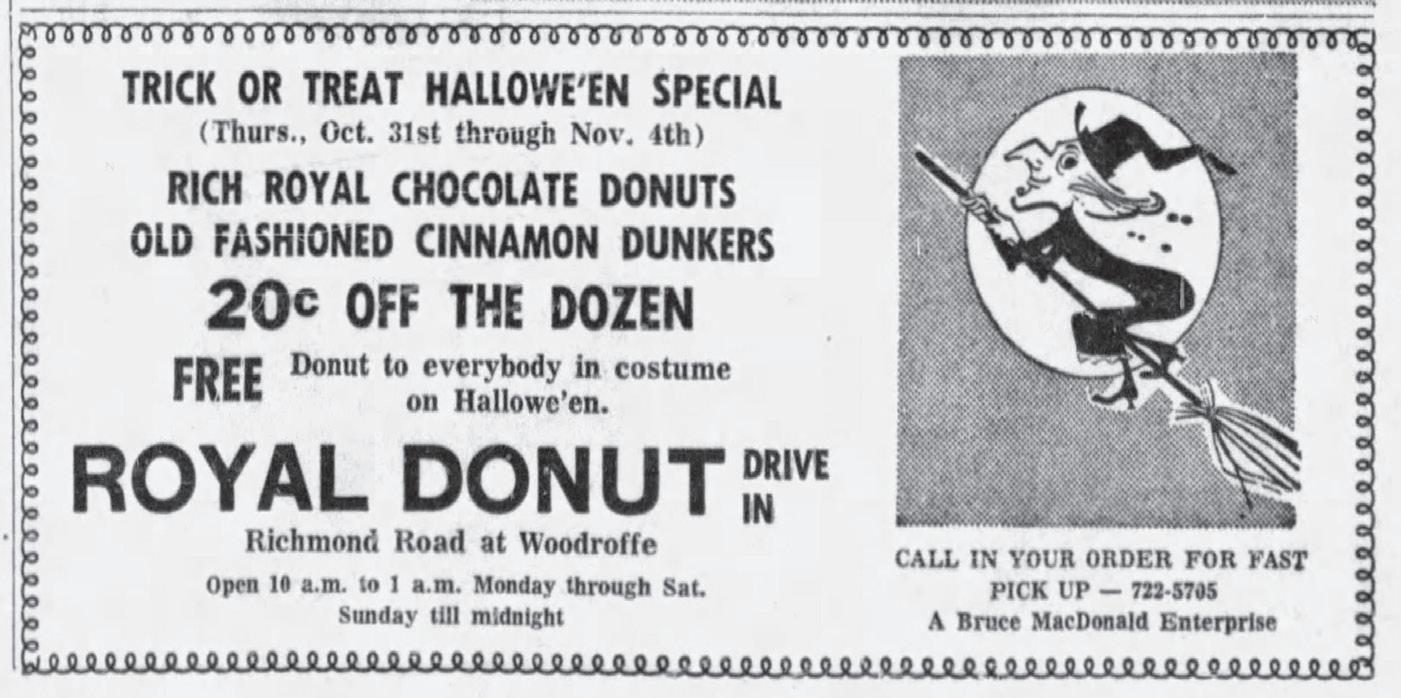 TRICK OR TREAT HALLOWE'EN SPECIAL
(Thurs., Oct. 31st through Nov. 4th)
RICH ROYAL CHOCOLATE DONUTS
OLD FASHIONED CINNAMON DUNKERS
20c OFF THE DOZEN
FREE Donut to everybody in costume
on Hallowe'en.
ROYAL DONUT DRIVE
IN
Richmond Road at Woodroffe
Open 10 a.m. to 1 a.m. Monday through Sat.
Sunday till midnight
CALL IN YOUR ORDER FOR FAST
PICK UP — 722-5705
A Bruce MacDonald Enterprise